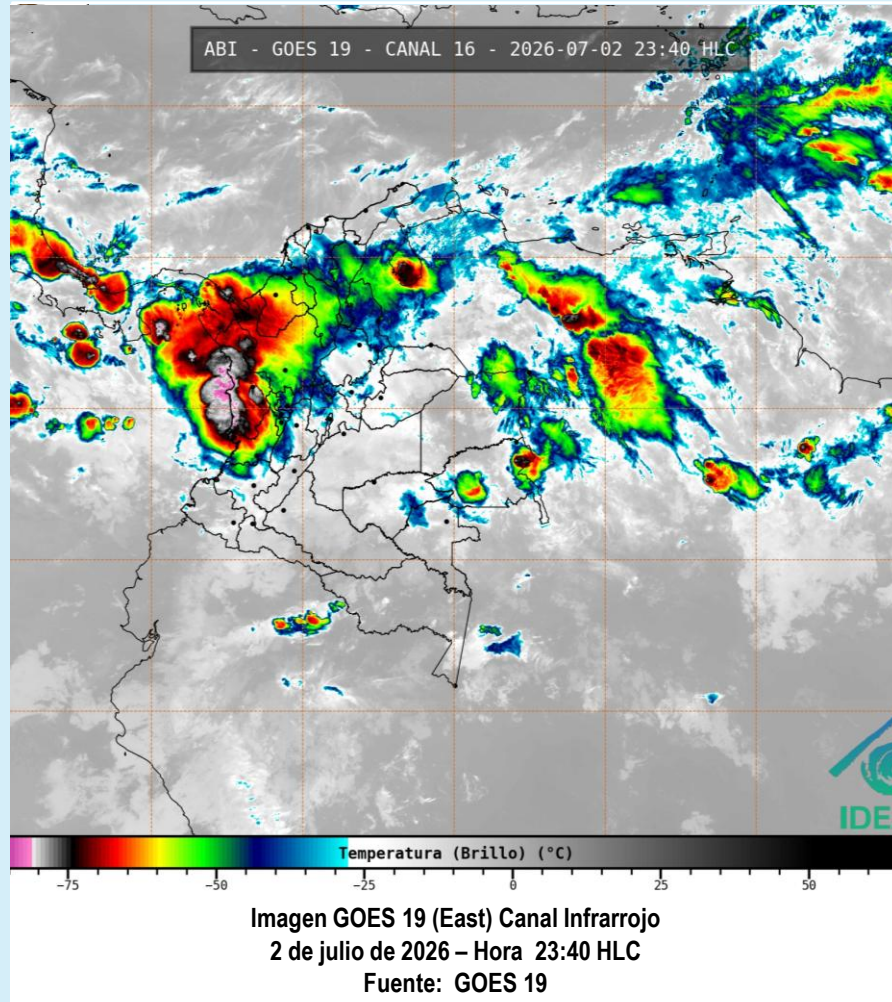 ABI - GOES 19 - CANAL 16 - 2026-07-02 23:40 HLC
IDE
Temperatura (Brillo) (°C)
−75 −50 −25 0 25 50
Imagen GOES 19 (East) Canal Infrarrojo
2 de julio de 2026 – Hora 23:40 HLC
Fuente: GOES 19